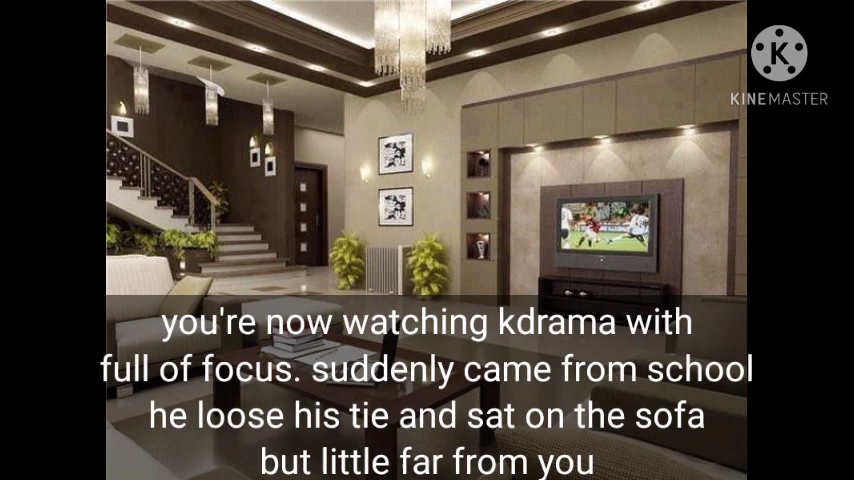 K
KINEMASTER
you're now watching kdrama with
full of focus. suddenly came from school
he loose his tie and sat on the sofa
but little far from you